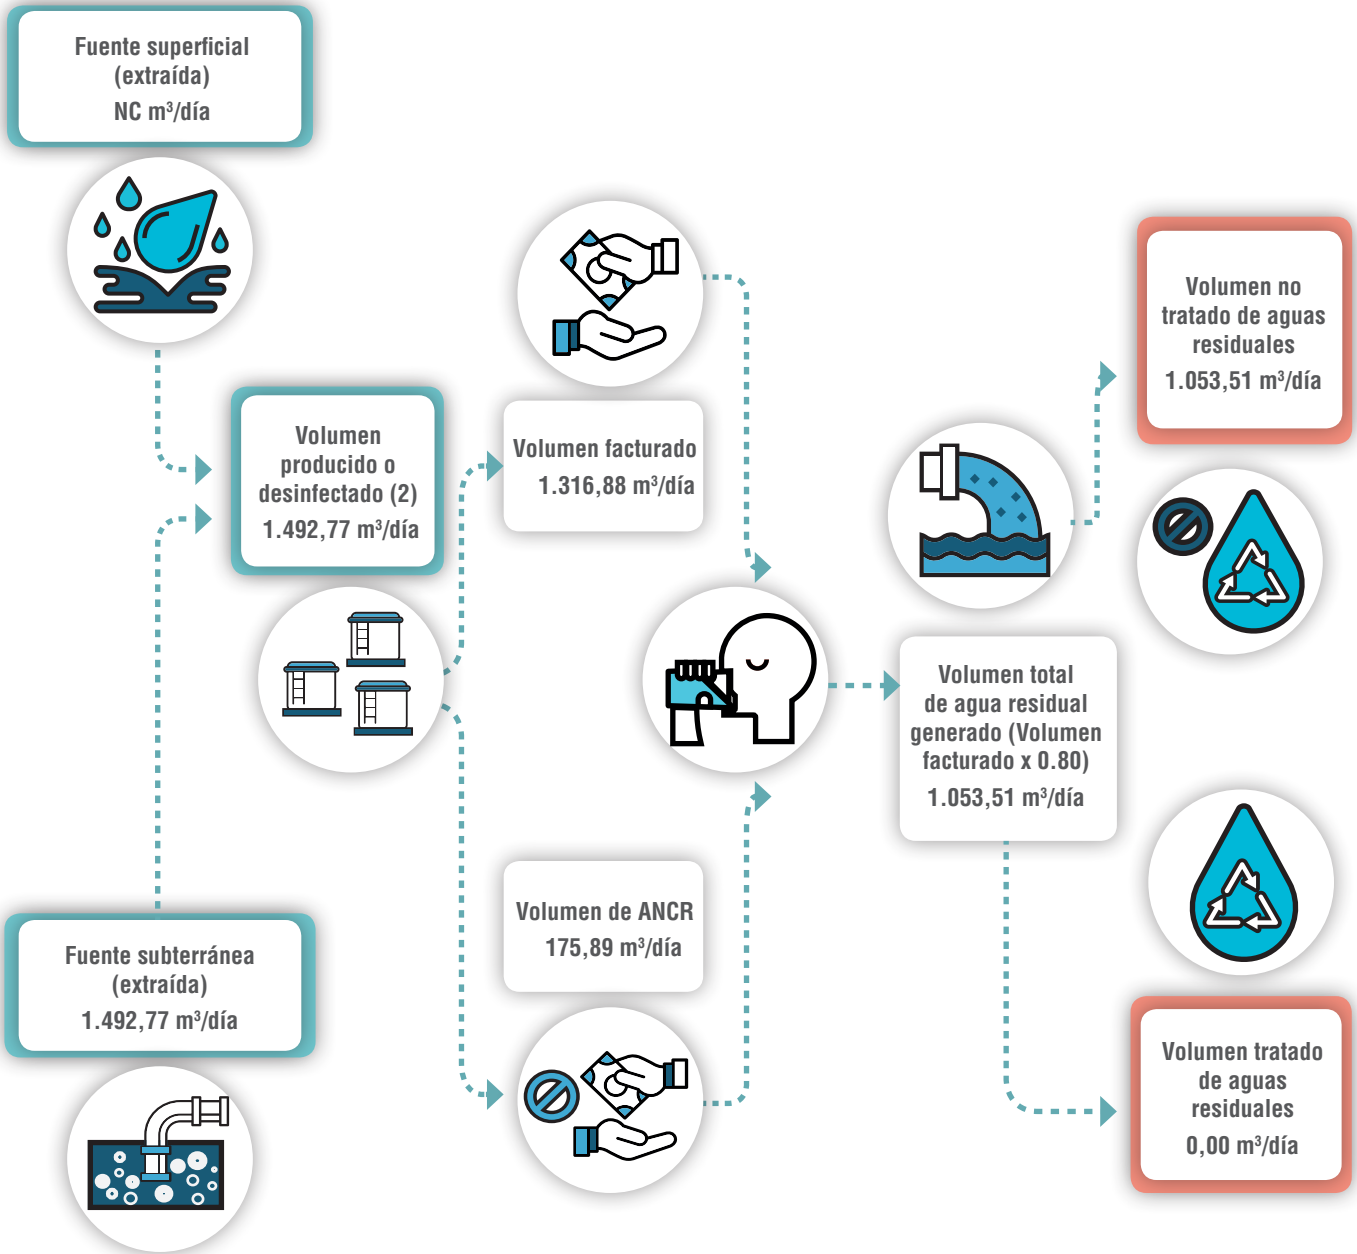 Fuente superficial
(extraída)
NC m³/día
Volumen
producido o
desinfectado (2)
1.492,77 m³/día
Fuente subterránea
(extraída)
1.492,77 m³/día
Volumen facturado
1.316,88 m³/día
Volumen de ANCR
175,89 m³/día
Volumen total
de agua residual
generado (Volumen
facturado x 0.80)
1.053,51 m³/día
Volumen no
tratado de aguas
residuales
1.053,51 m³/día
Volumen tratado
de aguas
residuales
0,00 m³/día